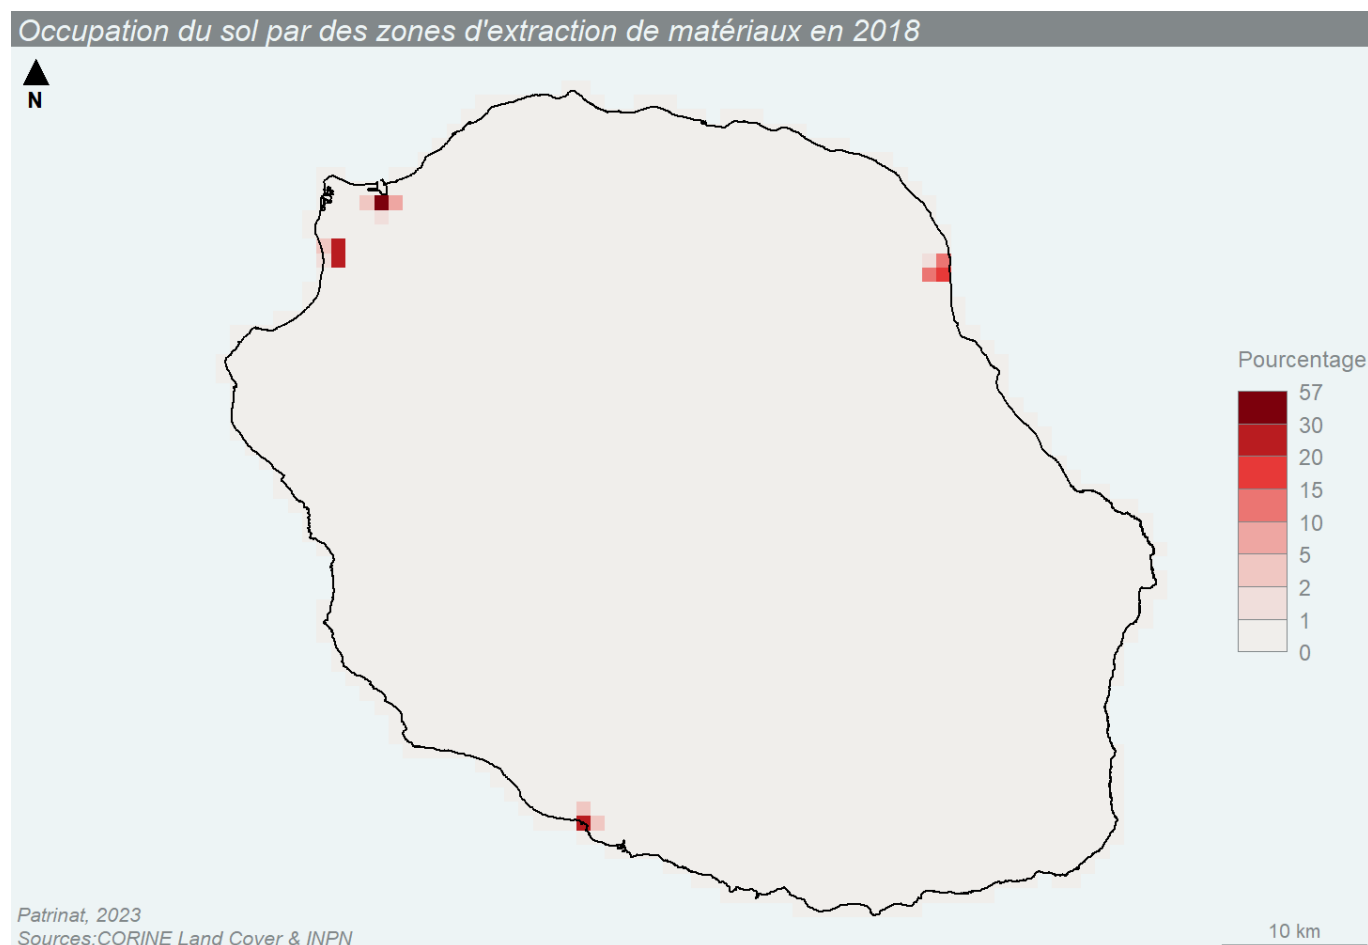 Occupation du sol par des zones d'extraction de matériaux en 2018
N
Pourcentage
57
30
20
15
10
5
2
1
0
Patrinat, 2023
Sources:CORINE Land Cover & INPN
10 km